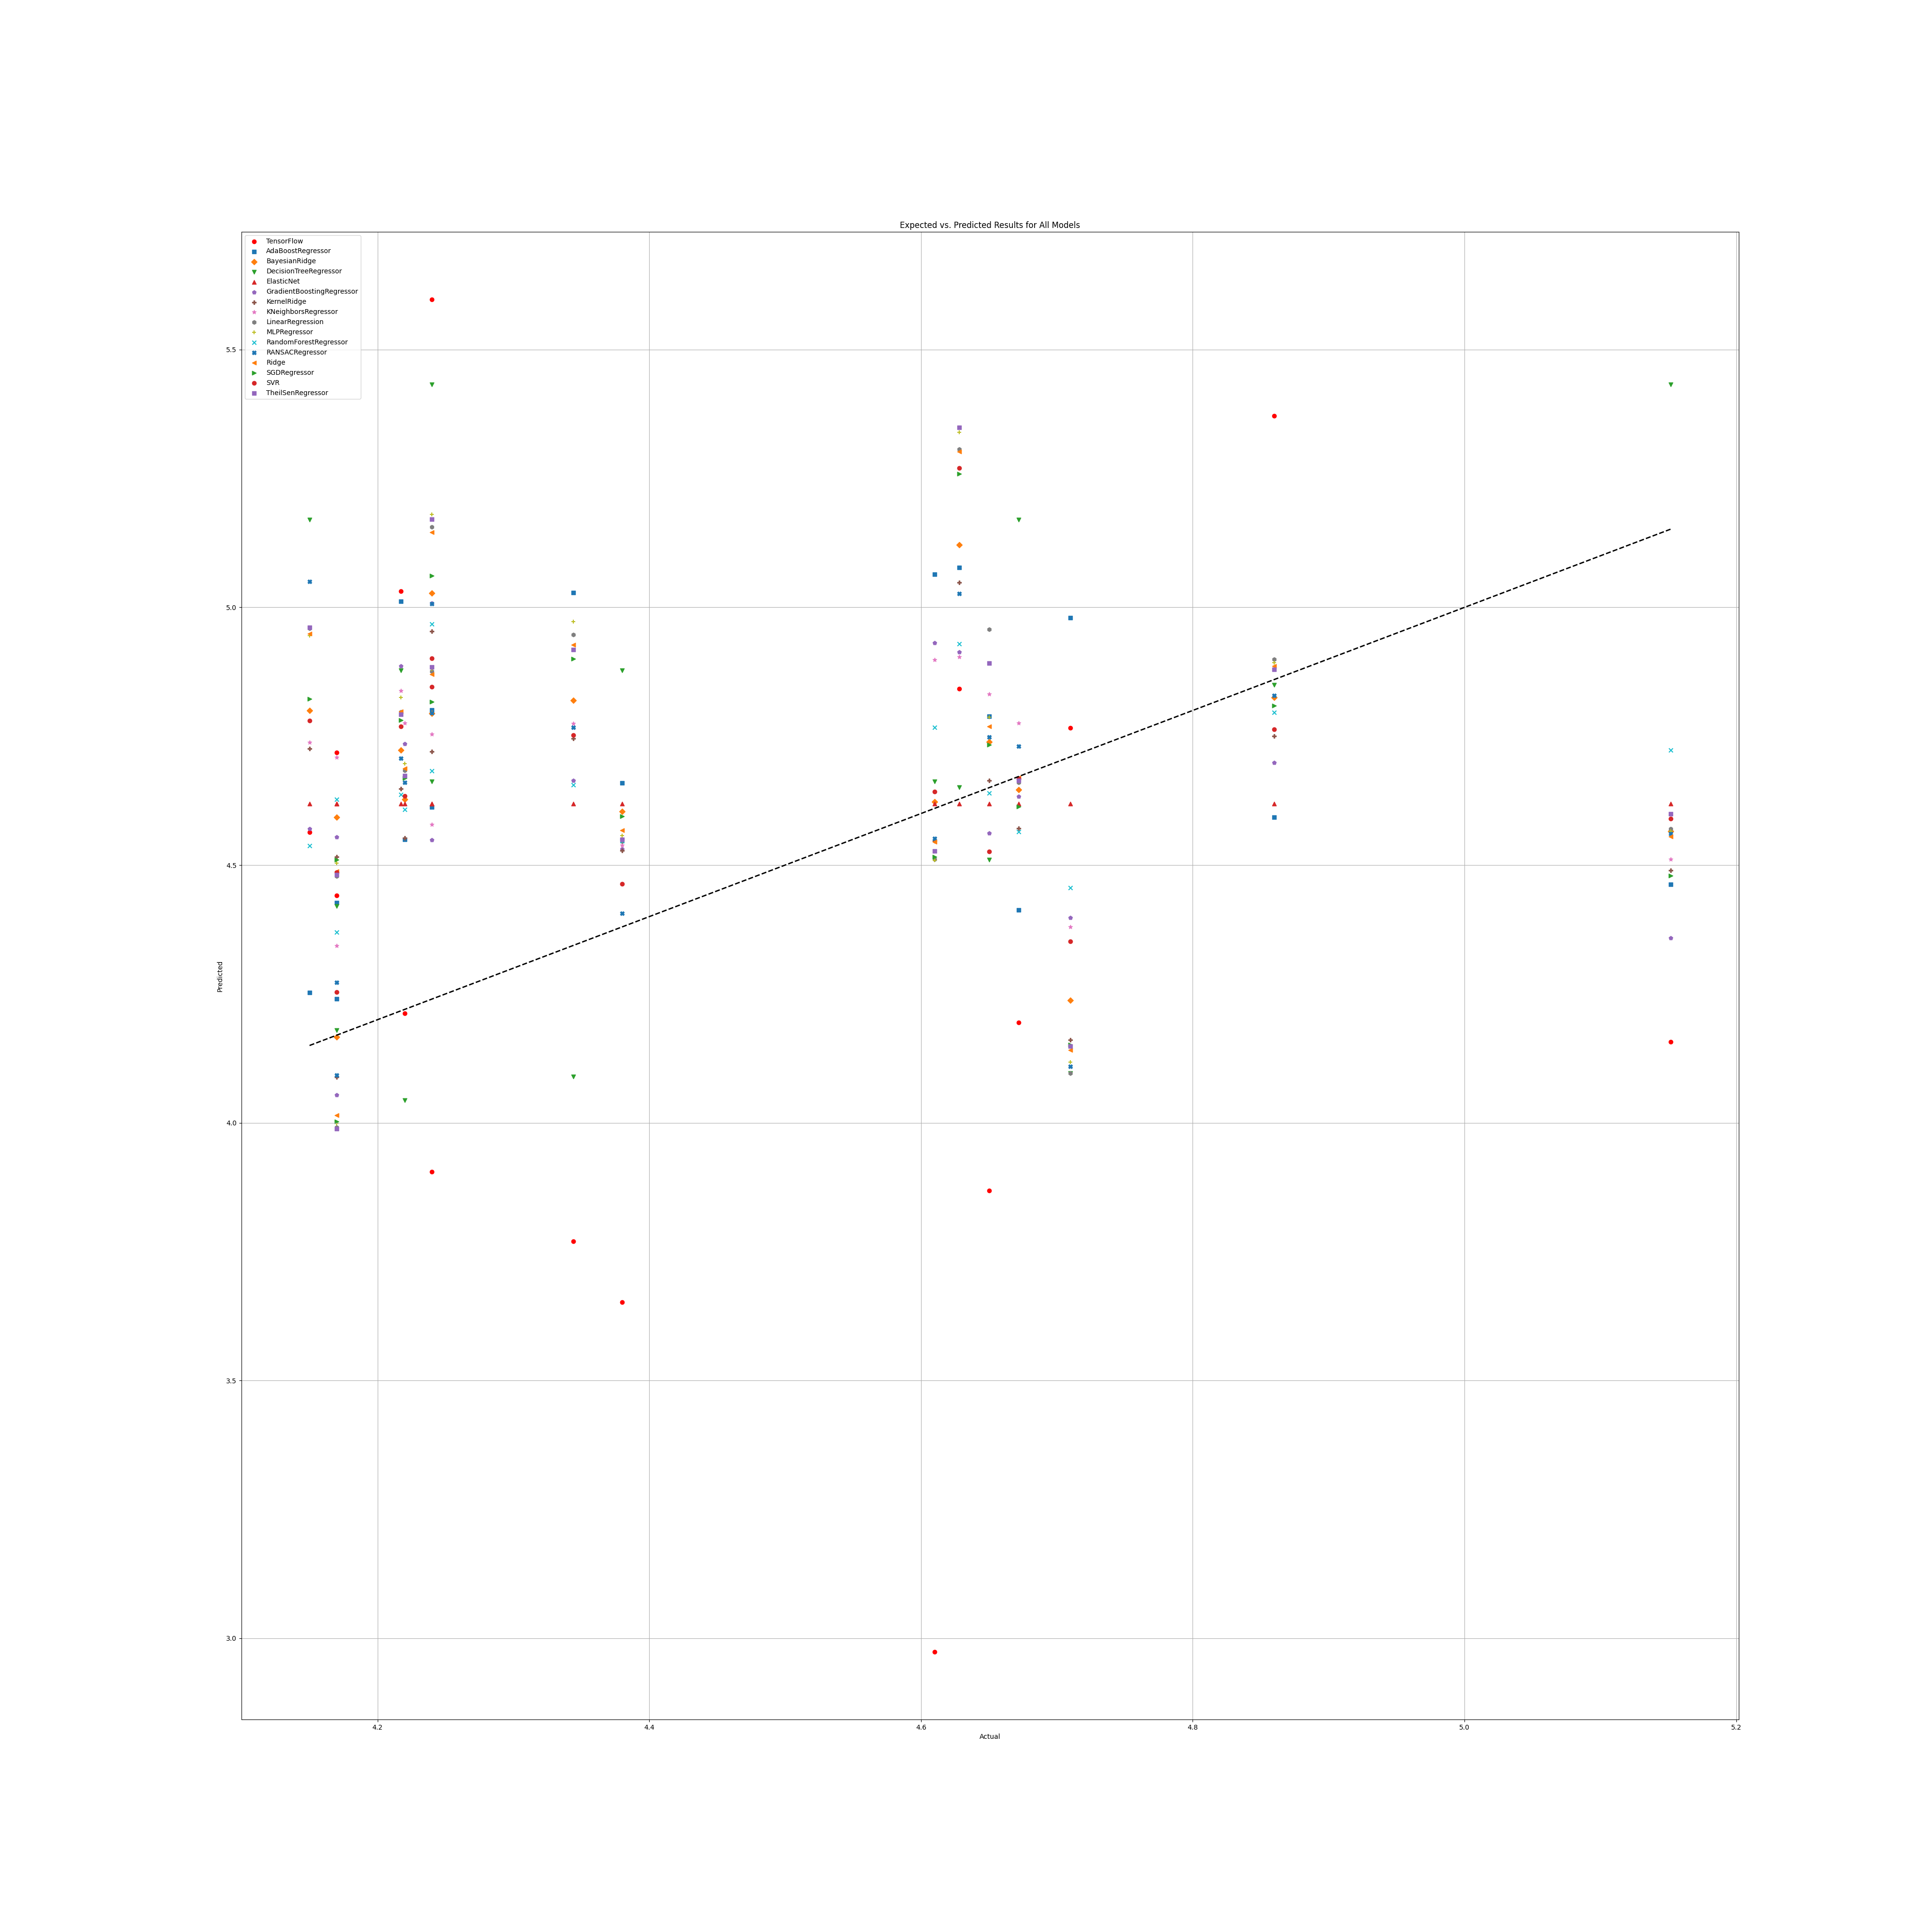 Expected vs. Predicted Results for All Models
TensorFlow
AdaBoostRegressor
BayesianRidge
DecisionTreeRegressor
ElasticNet
GradientBoostingRegressor
KernelRidge
KNeighborsRegressor
LinearRegression
MLPRegressor
RandomForestRegressor
RANSACRegressor
Ridge
SGDRegressor
SVR
TheilSenRegressor
5.5
5.0
4.5
4.0
3.5
3.0
Predicted
4.2
4.4
4.6
4.8
5.0
5.2
Actual